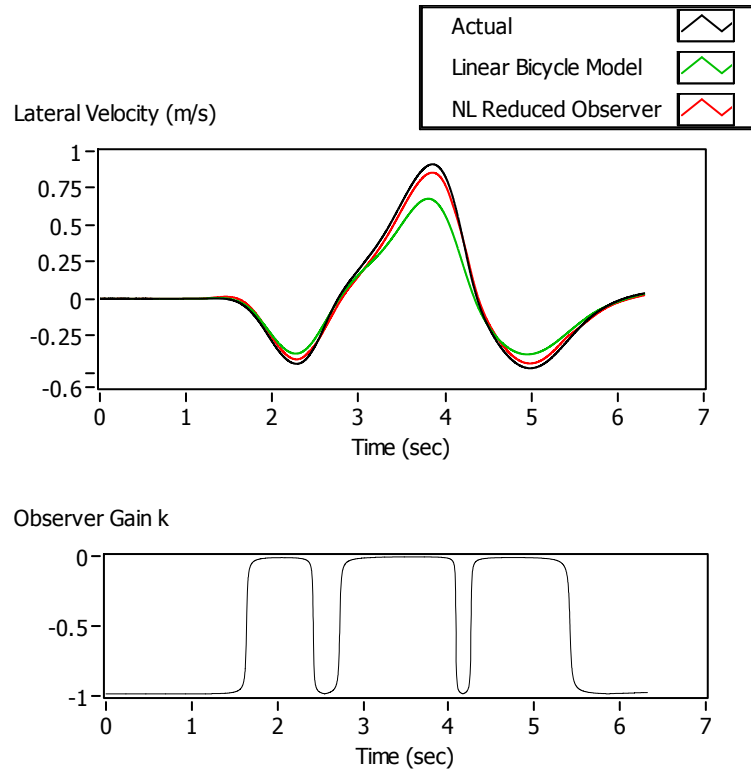 Actual
Linear Bicycle Model
NL Reduced Observer
Lateral Velocity (m/s)
1
0.75
0.5
0.25
0
-0.25
-0.6
0 1 2 3 4 5 6 7
Time (sec)
Observer Gain k
0
-0.5
-1
0 1 2 3 4 5 6 7
Time (sec)